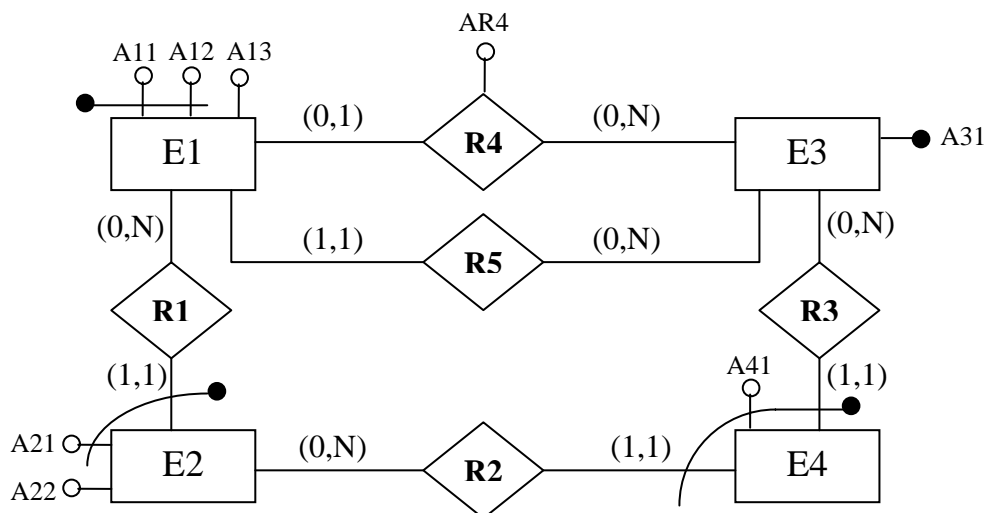 AR4
A11 A12 A13
(0,1) R4 (0,N)
E1 E3 A31
(0,N) (1,1) R5 (0,N) (0,N)
R1 R3
A41
(1,1) (1,1)
A21 E2 (0,N) R2 (1,1) E4
A22